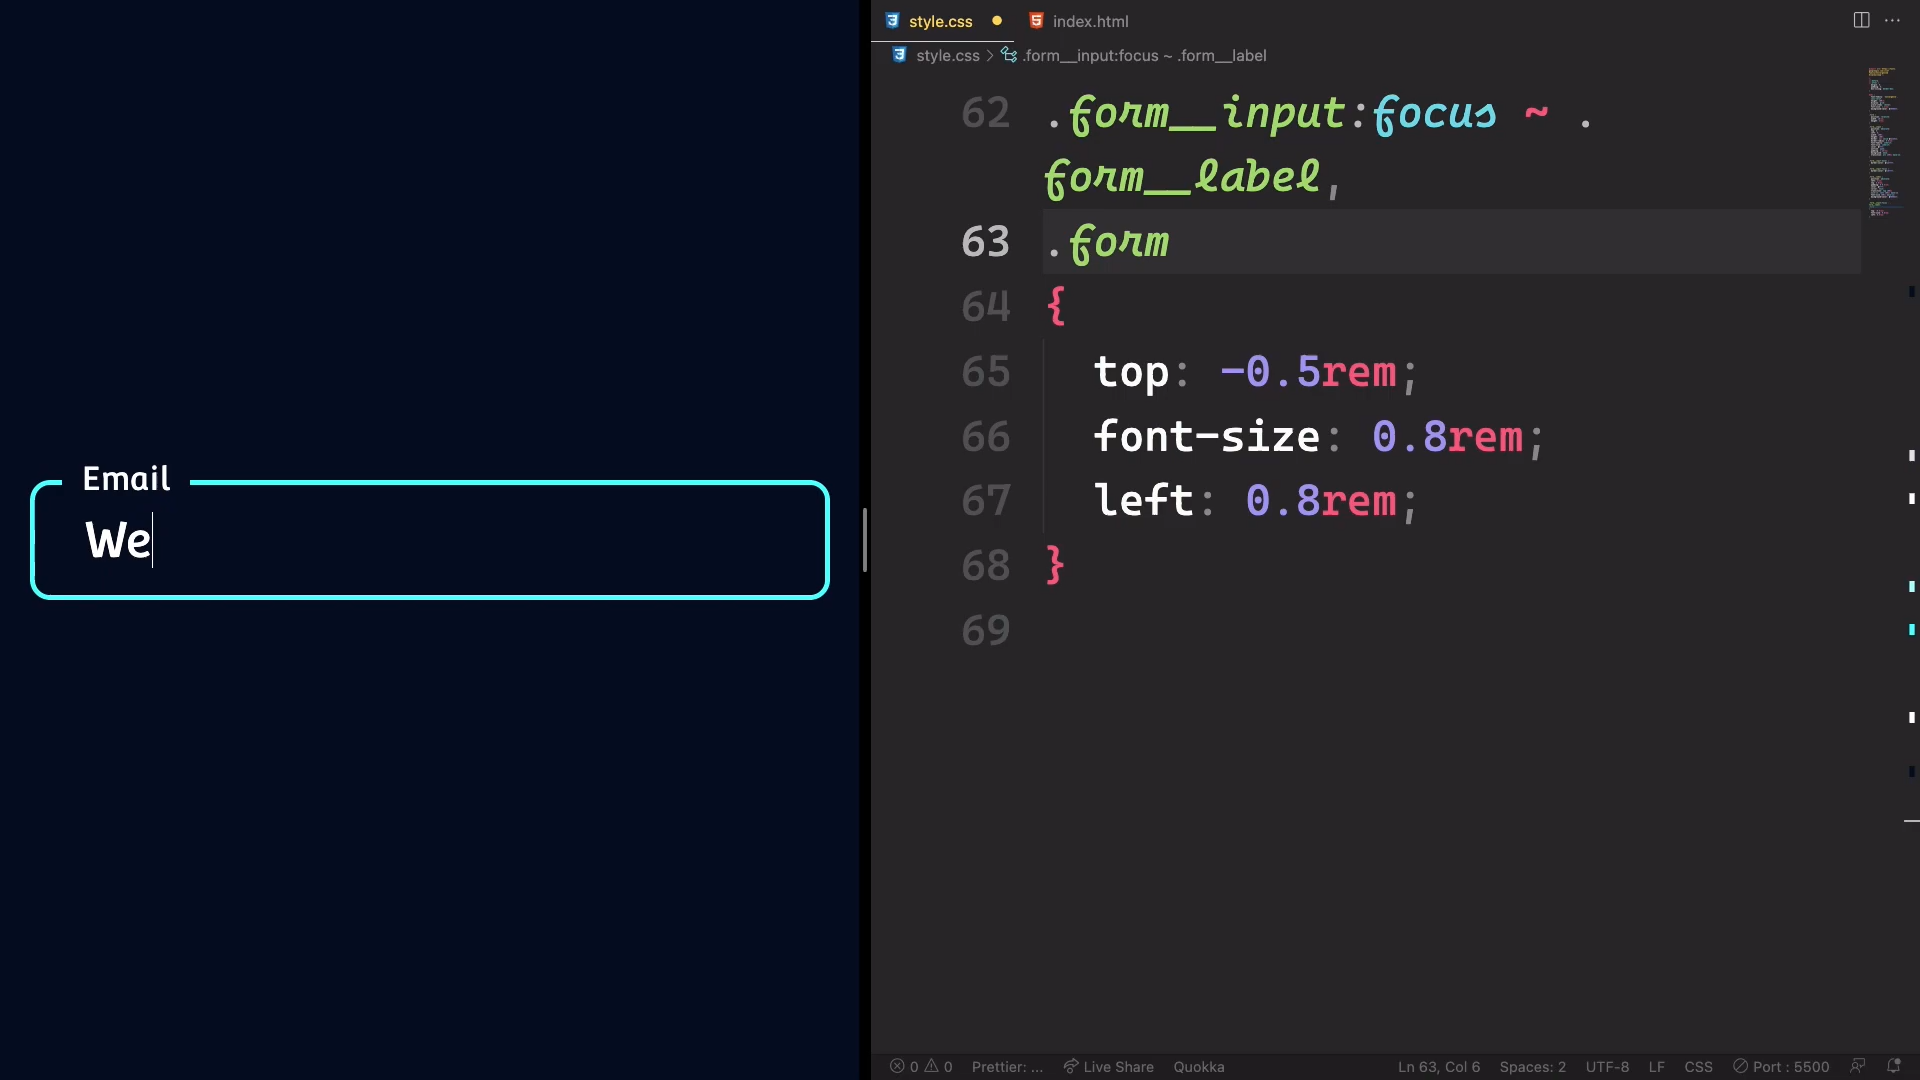 Email
We
style.css
index.html
style.css > .form__input:focus ~ .form__label
62 .form__input:focus ~ .
form__label,
63 .form
64 {
65 top: -0.5rem;
66 font-size: 0.8rem;
67 left: 0.8rem;
68 }
69
0 0 Prettier: ... Live Share Quokka Ln 63, Col 6 Spaces: 2 UTF-8 LF CSS Port : 5500